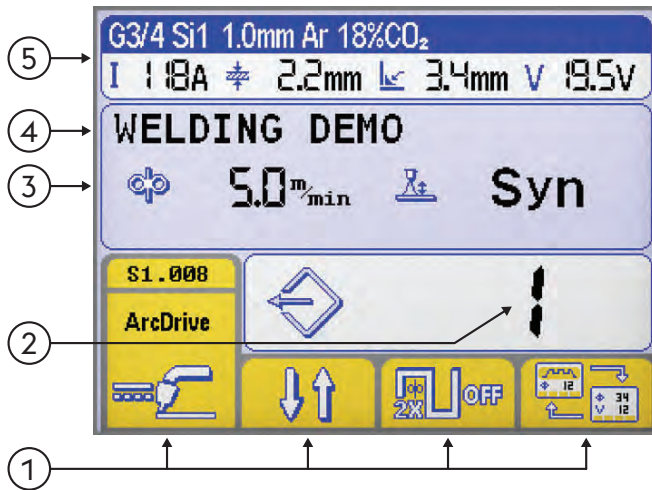 G3/4 Si1 1.0mm Ar 18%CO₂
5
I 118A 2.2mm 3.4mm V 19.5V
4
WELDING DEMO
3
5.0 m/min Syn
S1.008
ArcDrive
2
1
2X OFF
12
34
V 12
1